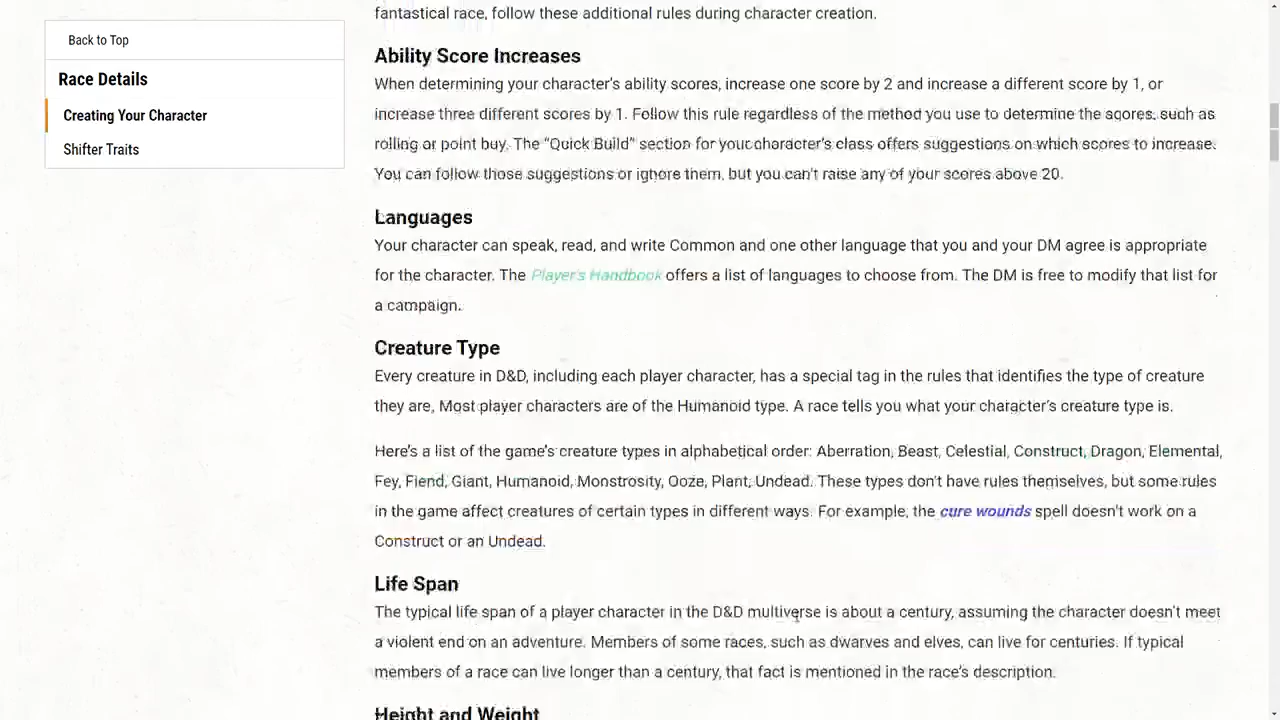 fantastical race, follow these additional rules during character creation.
Back to Top
Race Details
Creating Your Character
Shifter Traits
Ability Score Increases
When determining your character's ability scores, increase one score by 2 and increase a different score by 1, or
increase three different scores by 1. Follow this rule regardless of the method you use to determine the scores, such as
rolling or point buy. The “Quick Build” section for your character's class offers suggestions on which scores to increase.
You can follow those suggestions or ignore them, but you can't raise any of your scores above 20.
Languages
Your character can speak, read, and write Common and one other language that you and your DM agree is appropriate
for the character. The Player's Handbook offers a list of languages to choose from. The DM is free to modify that list for
a campaign.
Creature Type
Every creature in D&D, including each player character, has a special tag in the rules that identifies the type of creature
they are. Most player characters are of the Humanoid type. A race tells you what your character's creature type is.
Here's a list of the game's creature types in alphabetical order: Aberration, Beast, Celestial, Construct, Dragon, Elemental,
Fey, Fiend, Giant, Humanoid, Monstrosity, Ooze, Plant, Undead. These types don't have rules themselves, but some rules
in the game affect creatures of certain types in different ways. For example, the cure wounds spell doesn't work on a
Construct or an Undead.
Life Span
The typical life span of a player character in the D&D multiverse is about a century, assuming the character doesn't meet
a violent end on an adventure. Members of some races, such as dwarves and elves, can live for centuries. If typical
members of a race can live longer than a century, that fact is mentioned in the race's description.
Height and Weight